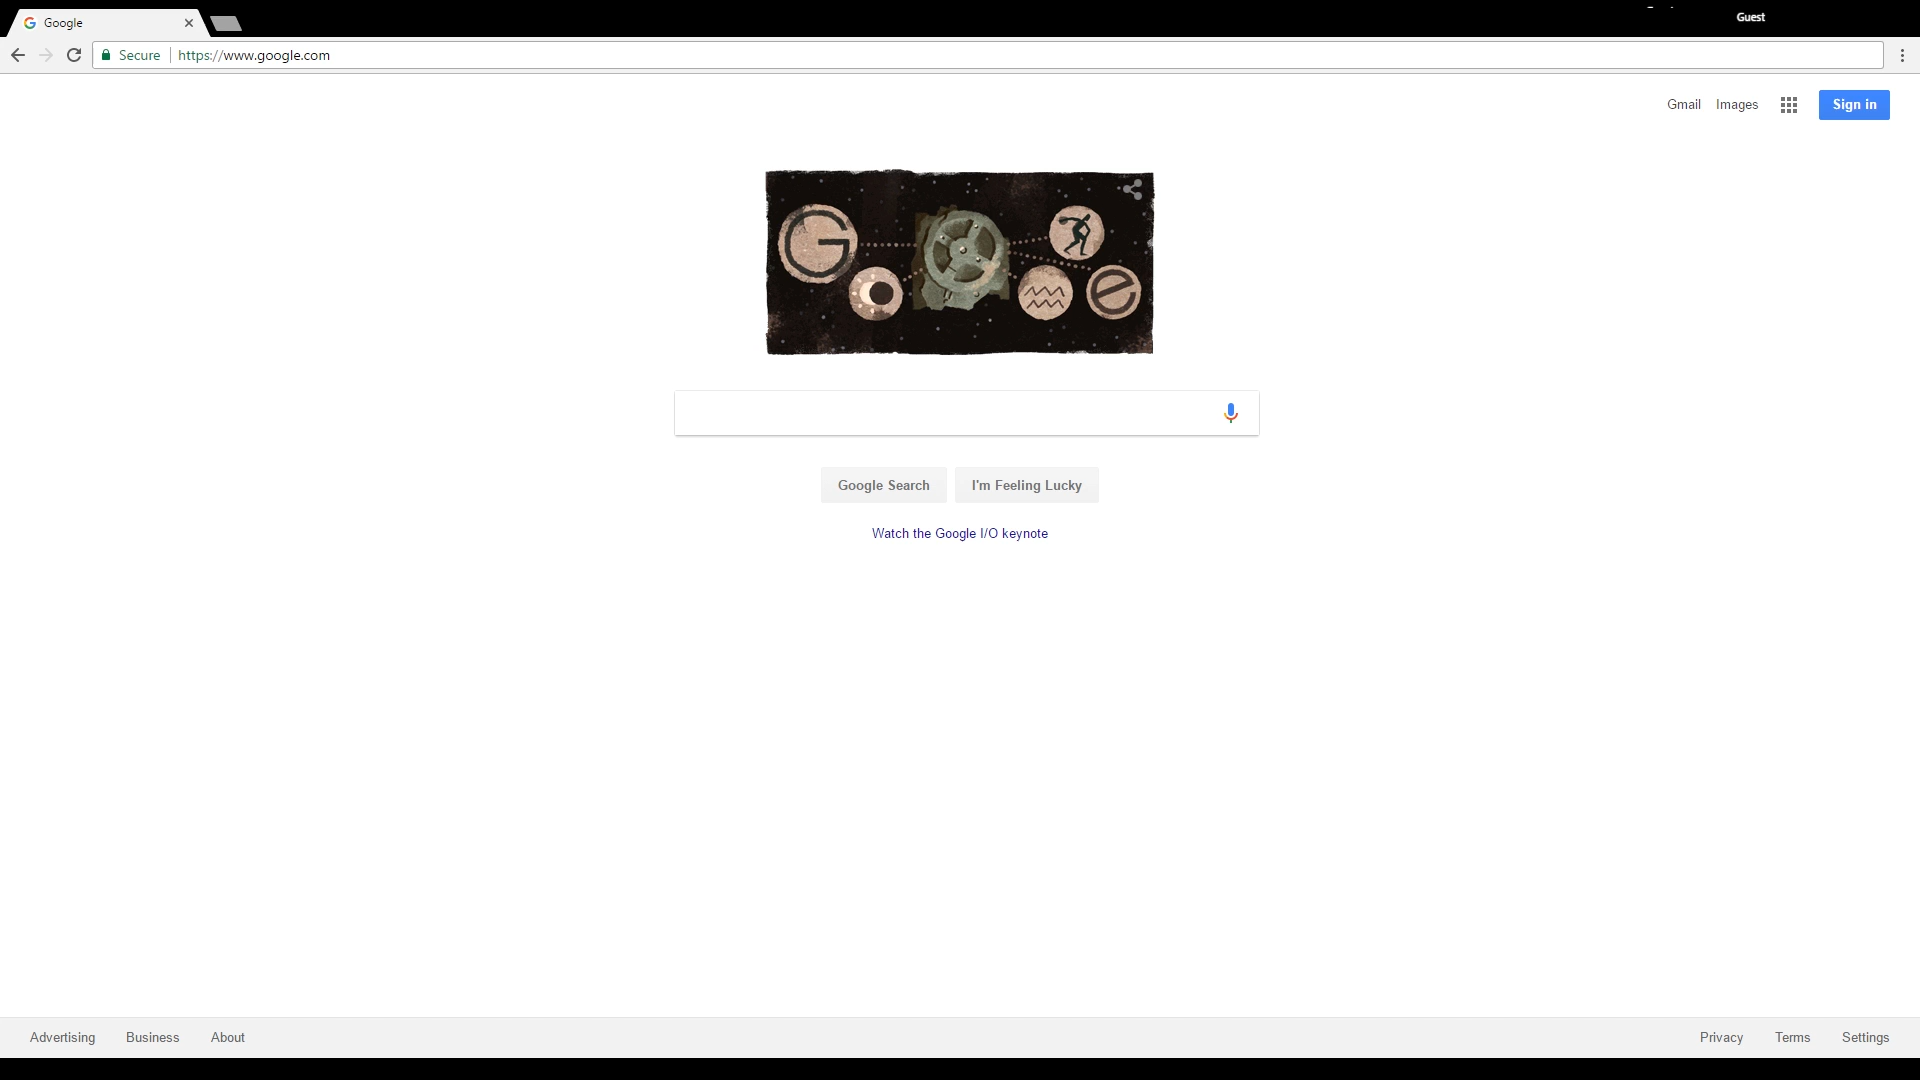 Google
Guest
Secure https://www.google.com
Gmail Images Sign in
G e
Google Search I'm Feeling Lucky
Watch the Google I/O keynote
Advertising Business About Privacy Terms Settings